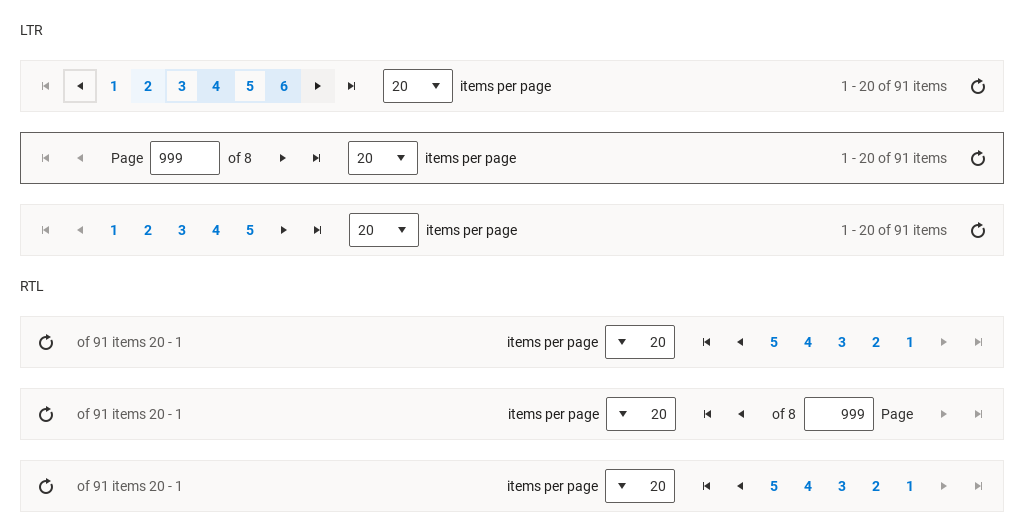 LTR
1 2 3 4 5 6 20 items per page 1 - 20 of 91 items
Page 999 of 8 20 items per page 1 - 20 of 91 items
1 2 3 4 5 20 items per page 1 - 20 of 91 items
RTL
of 91 items 20 - 1 items per page 20 5 4 3 2 1
of 91 items 20 - 1 items per page 20 of 8 999 Page
of 91 items 20 - 1 items per page 20 5 4 3 2 1